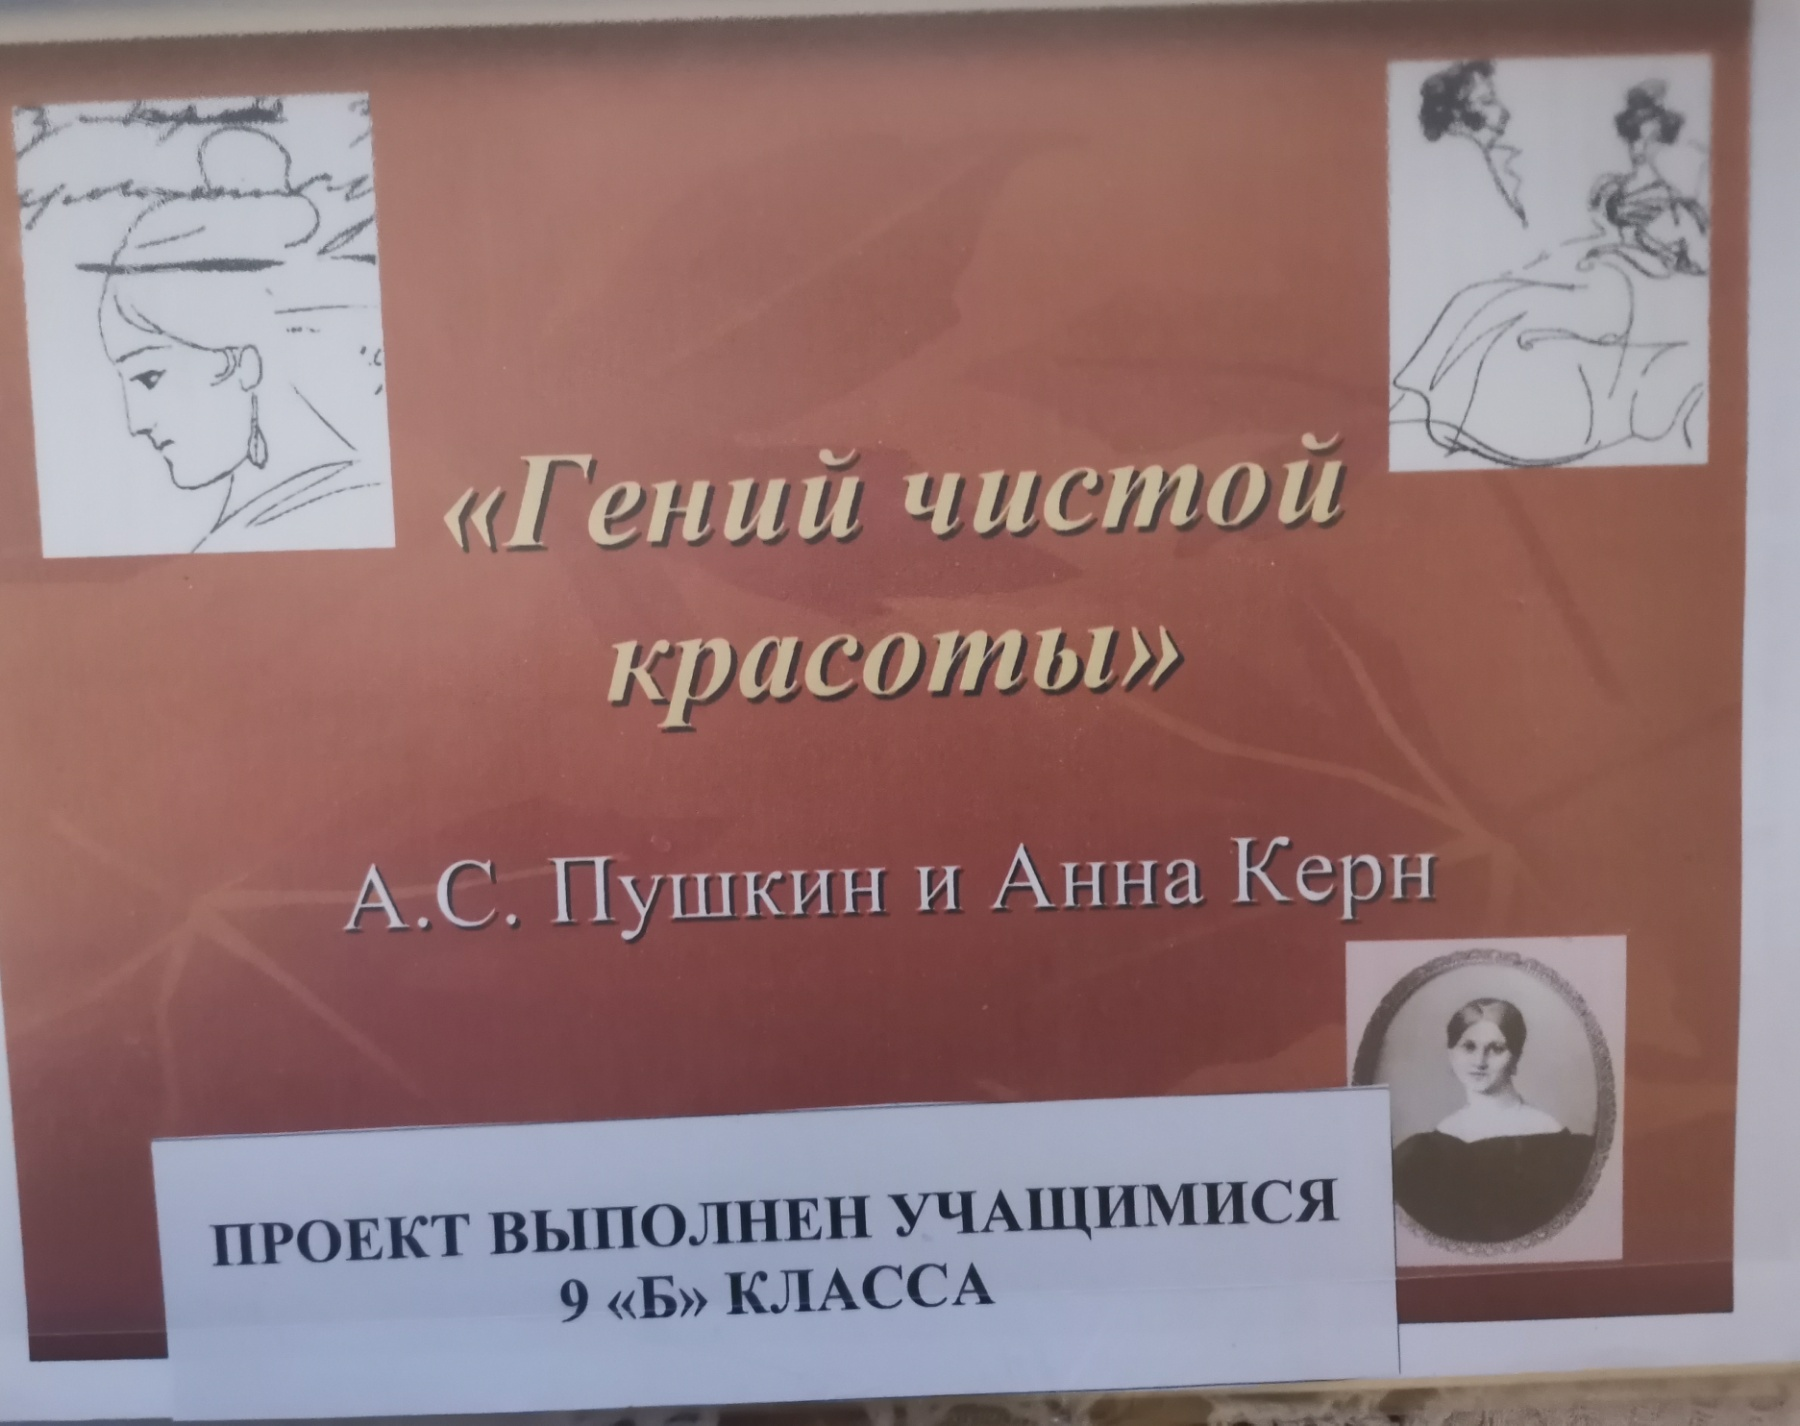 «Гений чистой
красоты»
А.С. Пушкин и Анна Керн
ПРОЕКТ ВЫПОЛНЕН УЧАЩИМИСЯ
9 «Б» КЛАССА